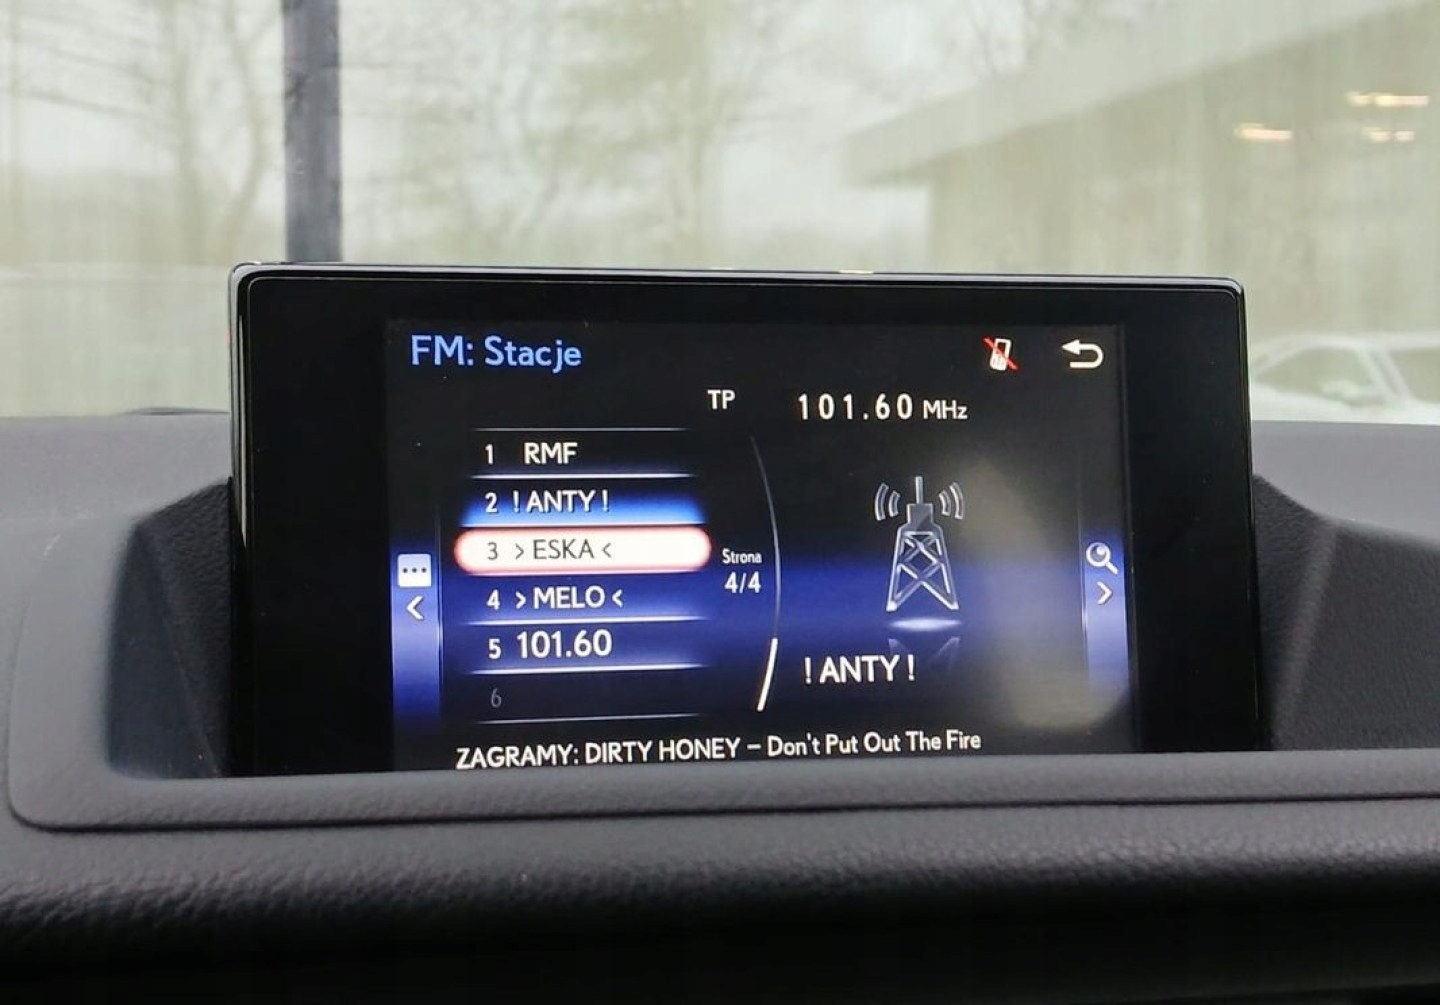 FM: Stacje
TP 101.60 MHz
1 RMF
2 ! ANTY !
3 > ESKA <
4 > MELO <
5 101.60
6
Strona
4/4
! ANTY !
ZAGRAMY: DIRTY HONEY – Don't Put Out The Fire